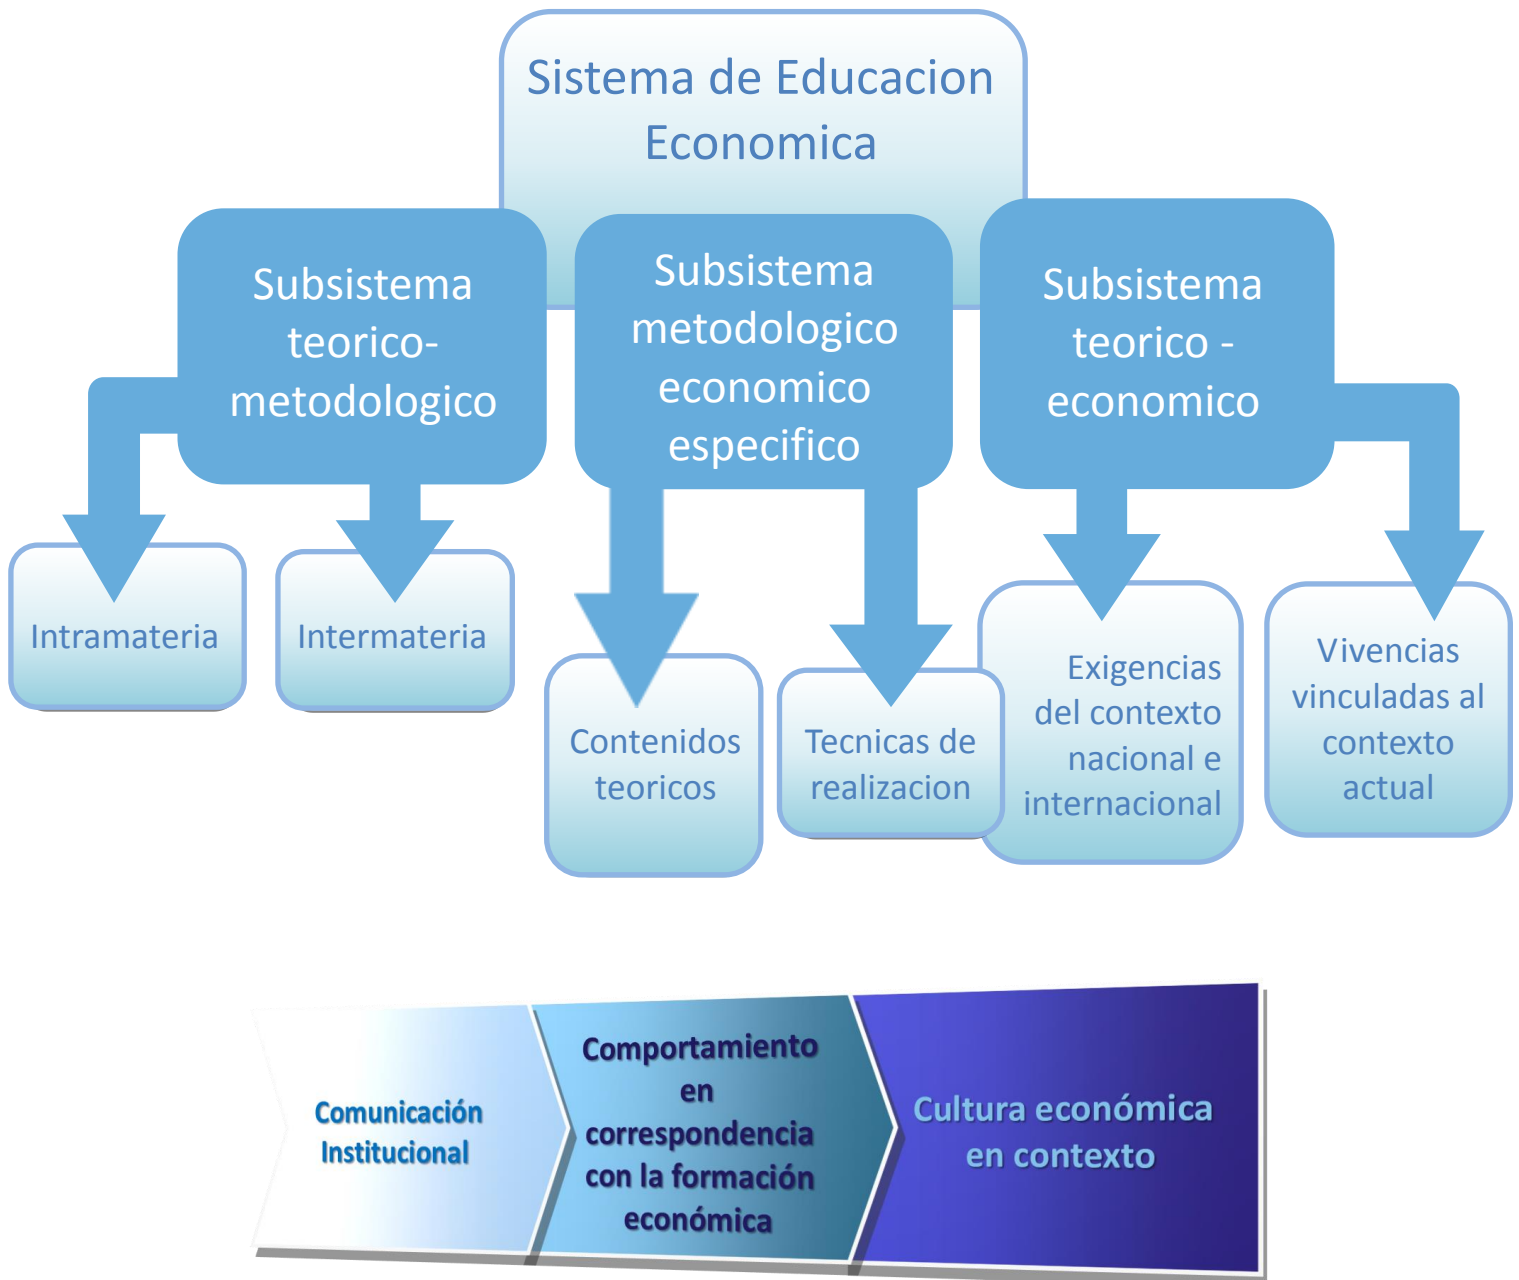 Sistema de Educacion
Economica
Subsistema
teorico-
metodologico
Subsistema
metodologico
economico
especifico
Subsistema
teorico -
economico
Intramateria
Intermateria
Contenidos
teoricos
Tecnicas de
realizacion
Exigencias
del contexto
nacional e
internacional
Vivencias
vinculadas al
contexto
actual
Comunicación
Institucional
Comportamiento
en
correspondencia
con la formación
económica
Cultura económica
en contexto